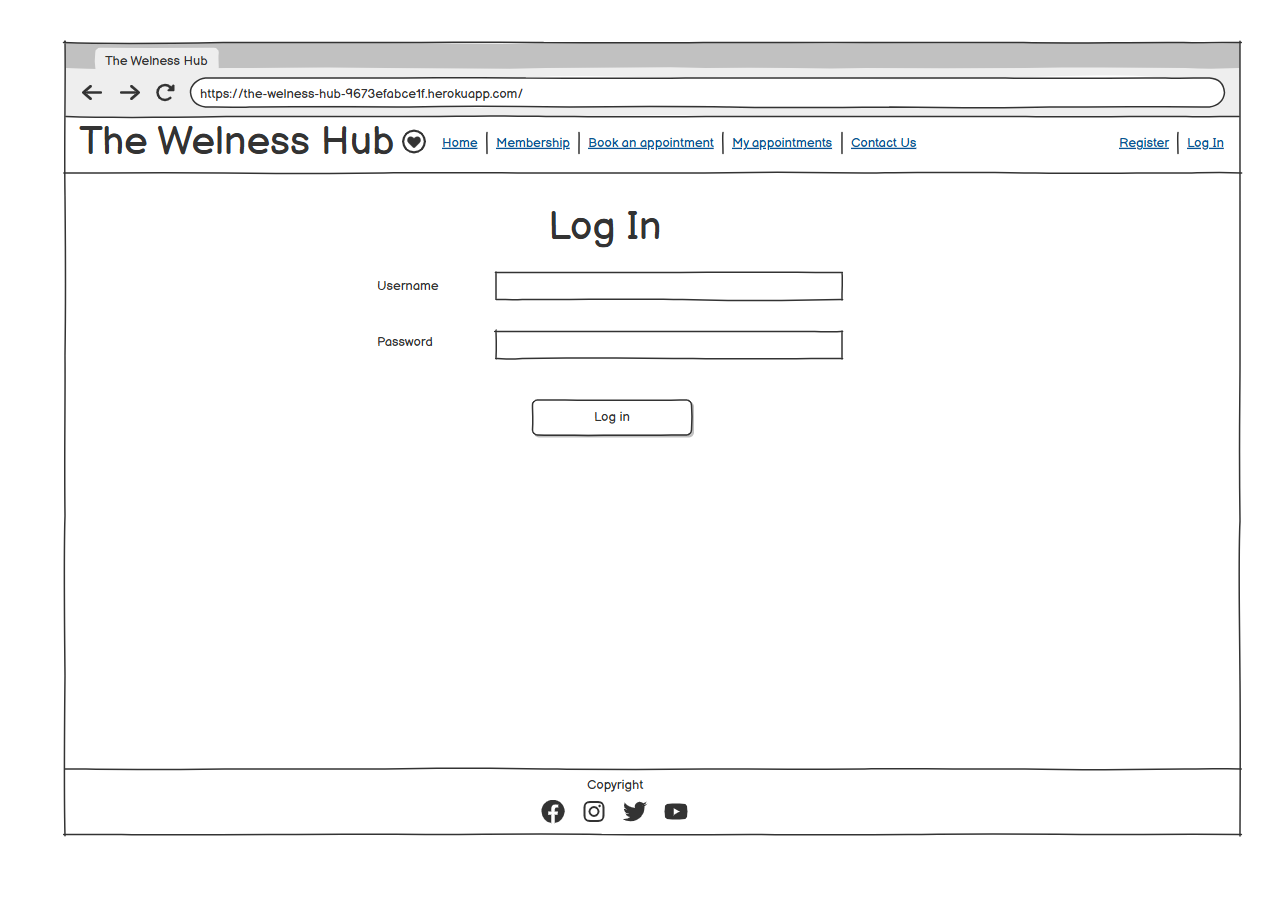 The Welness Hub
https://the-welness-hub-9673efabce1f.herokuapp.com/
The Welness Hub Home Membership Book an appointment My appointments Contact Us Register Log In
Log In
Username
Password
Log in
Copyright